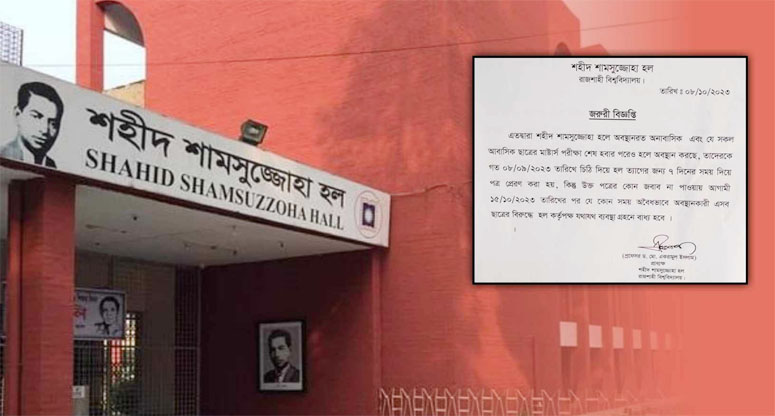 শহীদ শামসুজ্জোহা হল
SHAHID SHAMSUZZOHA HALL
শহীদ শামসুজ্জোহা হল
রাজশাহী বিশ্ববিদ্যালয়।
তারিখ : ০৮/১০/২০২৩
জরুরী বিজ্ঞপ্তি
এতদ্বারা শহীদ শামসুজ্জোহা হলে অবস্থানরত অনাবাসিক এবং যে সকল
আবাসিক ছাত্রের মাষ্টার্স পরীক্ষা শেষ হবার পরেও হলে অবস্থান করছে, তাদেরকে
গত ০৮/০৯/২০২৩ তারিখে চিঠি দিয়ে হল ত্যাগের জন্য ৭ দিনের সময় দিয়ে
পত্র প্রেরণ করা হয়, কিন্তু উক্ত পত্রের কোন জবাব না পাওয়ায় আগামী
১৫/১০/২০২৩ তারিখের পর যে কোন সময় অবৈধভাবে অবস্থানকারী এসব
ছাত্রের বিরুদ্ধে হল কর্তৃপক্ষ যথাযথ ব্যবস্থা গ্রহনে বাধ্য হবে ।
(প্রফেসর ড. মো. একরামুল ইসলাম)
প্রাধ্যক্ষ
শহীদ শামসুজ্জোহা হল
রাজশাহী বিশ্ববিদ্যালয়।